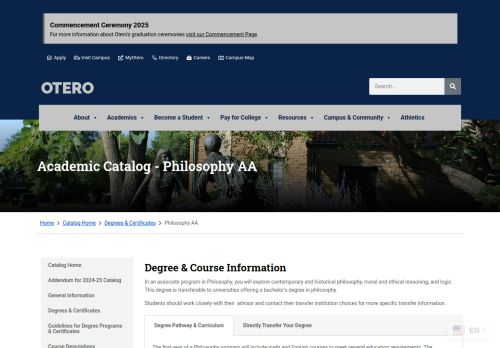 Commencement Ceremony 2025
For more information about Otero's graduation ceremonies visit our Commencement Page
Apply Visit Campus MyOtero Directory Careers Campus Map
OTERO
Search...
About Academics Become a Student Pay for College Resources Campus & Community Athletics
Academic Catalog - Philosophy AA
Home Catalog Home Degrees & Certificates Philosophy AA
Catalog Home
Addendum for 2024-25 Catalog
General Information
Degrees & Certificates
Guidelines for Degree Programs
& Certificates
Course Descriptions
Degree & Course Information
In an associate program in Philosophy, you will explore contemporary and historical philosophy, moral and ethical reasoning, and logic.
This degree is transferable to universities offering a bachelor's degree in philosophy.
Students should work closely with their advisor and contact their transfer institution choices for more specific transfer information.
Degree Pathway & Curriculum Directly Transfer Your Degree
The first year of a Philosophy program will include math and English courses to meet general education requirements. The
EN